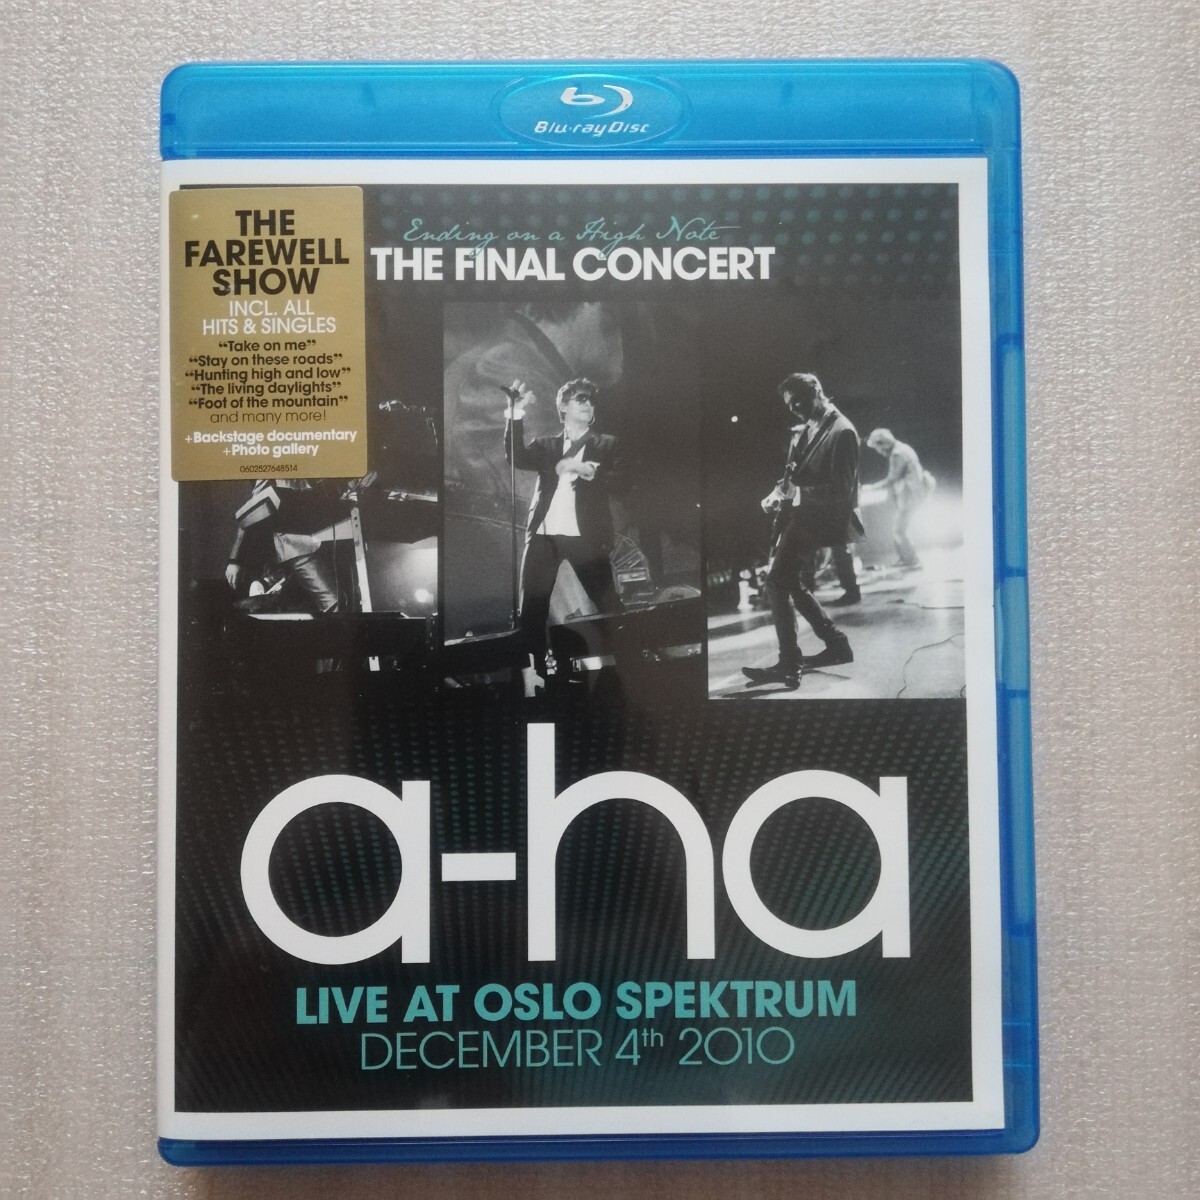 Blu-ray Disc
THE
FAREWELL
SHOW
INCL. ALL
HITS & SINGLES
“Take on me”
“Stay on these roads”
“Hunting high and low”
“The living daylights”
“Foot of the mountain”
and many more!
+Backstage documentary
+Photo gallery
0602527648514
Ending on a High Note
THE FINAL CONCERT
a-ha
LIVE AT OSLO SPEKTRUM
DECEMBER 4th 2010